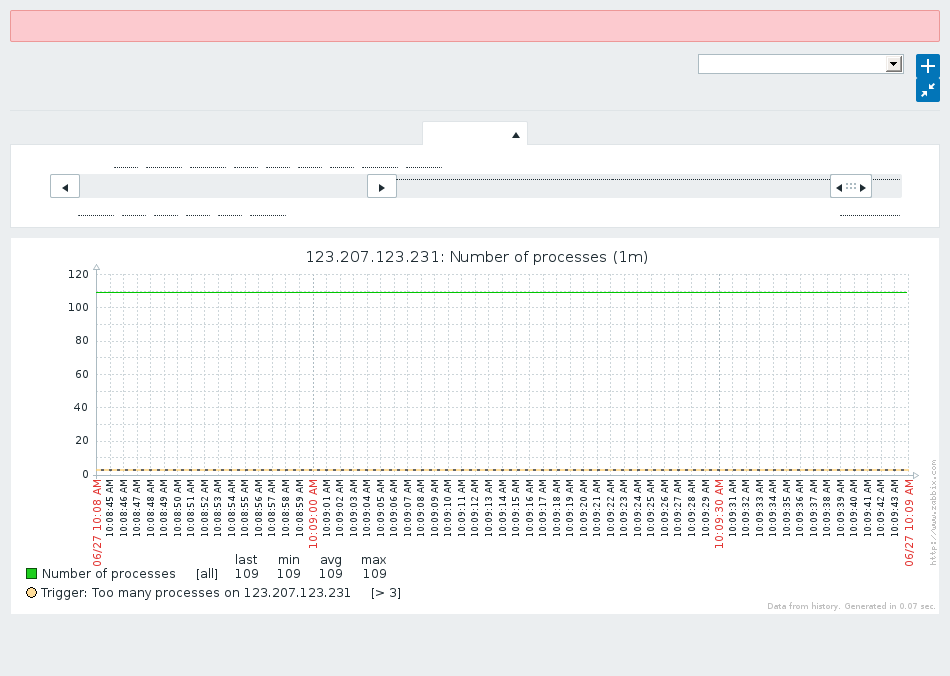 123.207.123.231: Number of processes (1m)
120
100
80
60
40
20
0
06/27 10:08 AM
10:08:45 AM
10:08:46 AM
10:08:47 AM
10:08:48 AM
10:08:49 AM
10:08:50 AM
10:08:51 AM
10:08:52 AM
10:08:53 AM
10:08:54 AM
10:08:55 AM
10:08:56 AM
10:08:57 AM
10:08:58 AM
10:08:59 AM
10:09:00 AM
10:09:01 AM
10:09:02 AM
10:09:03 AM
10:09:04 AM
10:09:05 AM
10:09:06 AM
10:09:07 AM
10:09:08 AM
10:09:09 AM
10:09:10 AM
10:09:11 AM
10:09:12 AM
10:09:13 AM
10:09:14 AM
10:09:15 AM
10:09:16 AM
10:09:17 AM
10:09:18 AM
10:09:19 AM
10:09:20 AM
10:09:21 AM
10:09:22 AM
10:09:23 AM
10:09:24 AM
10:09:25 AM
10:09:26 AM
10:09:27 AM
10:09:28 AM
10:09:29 AM
10:09:30 AM
10:09:31 AM
10:09:32 AM
10:09:33 AM
10:09:34 AM
10:09:35 AM
10:09:36 AM
10:09:37 AM
10:09:38 AM
10:09:39 AM
10:09:40 AM
10:09:41 AM
10:09:42 AM
10:09:43 AM
06/27 10:09 AM
http://www.zabbix.com
last min avg max
Number of processes [all] 109 109 109 109
Trigger: Too many processes on 123.207.123.231 [> 3]
Data from history. Generated in 0.07 sec.